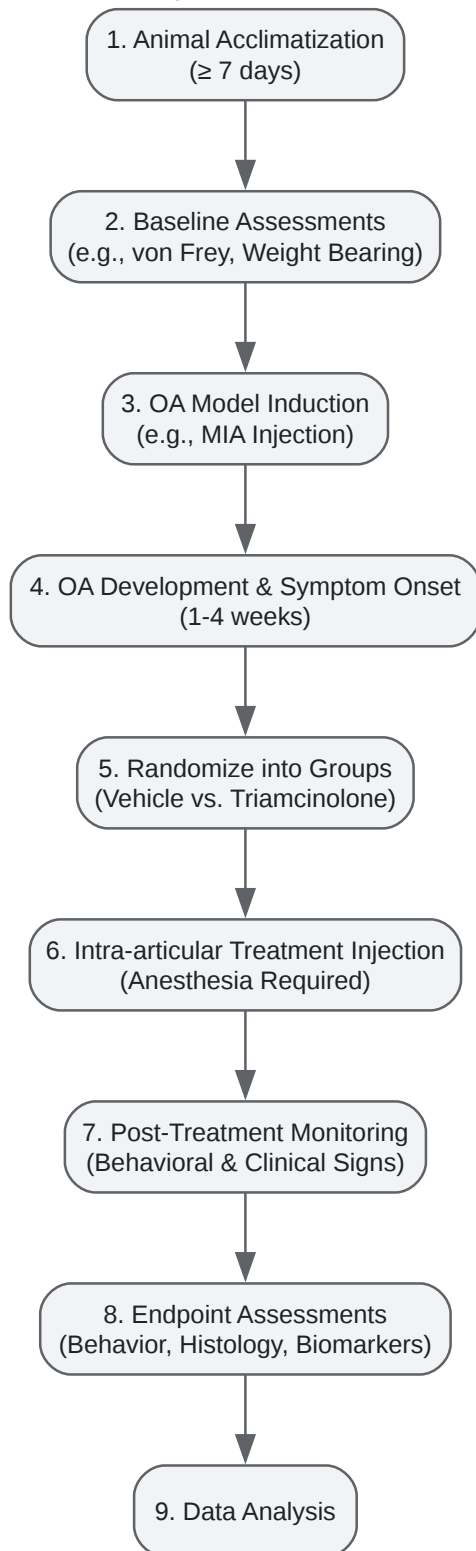 1. Animal Acclimatization
(≥ 7 days)
2. Baseline Assessments
(e.g., von Frey, Weight Bearing)
3. OA Model Induction
(e.g., MIA Injection)
4. OA Development & Symptom Onset
(1-4 weeks)
5. Randomize into Groups
(Vehicle vs. Triamcinolone)
6. Intra-articular Treatment Injection
(Anesthesia Required)
7. Post-Treatment Monitoring
(Behavioral & Clinical Signs)
8. Endpoint Assessments
(Behavior, Histology, Biomarkers)
9. Data Analysis